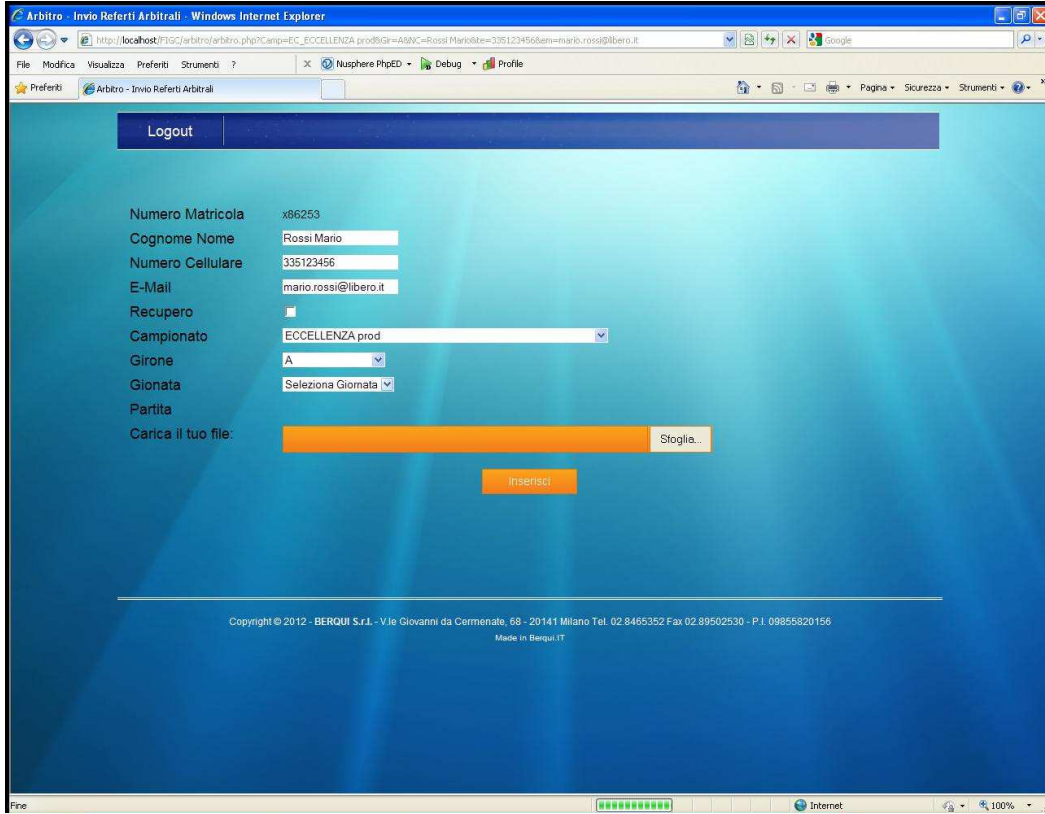 Arbitro - Invio Referti Arbitrali - Windows Internet Explorer
http://localhost/FIGC/arbitro/arbitro.php?Camp=EC_ECCELLENZA prod&Gir=A&NC=Rossi Mario&te=335123456&em=mario.rossi@libero.it Google
File Modifica Visualizza Preferiti Strumenti ? X Nusphere PhpED Debug Profile
Preferiti Arbitro - Invio Referti Arbitrali Pagina Sicurezza Strumenti
Logout
Numero Matricola x86253
Cognome Nome Rossi Mario
Numero Cellulare 335123456
E-Mail mario.rossi@libero.it
Recupero
Campionato ECCELLENZA prod
Girone A
Gionata Seleziona Giornata
Partita
Carica il tuo file: Sfoglia...
Inserisci
Copyright © 2012 - BERQUI S.r.l. - V.le Giovanni da Cermenate, 68 - 20141 Milano Tel. 02.8465352 Fax 02.89502530 - P.I. 09855820156
Made in Berqui.IT
Fine Internet 100%